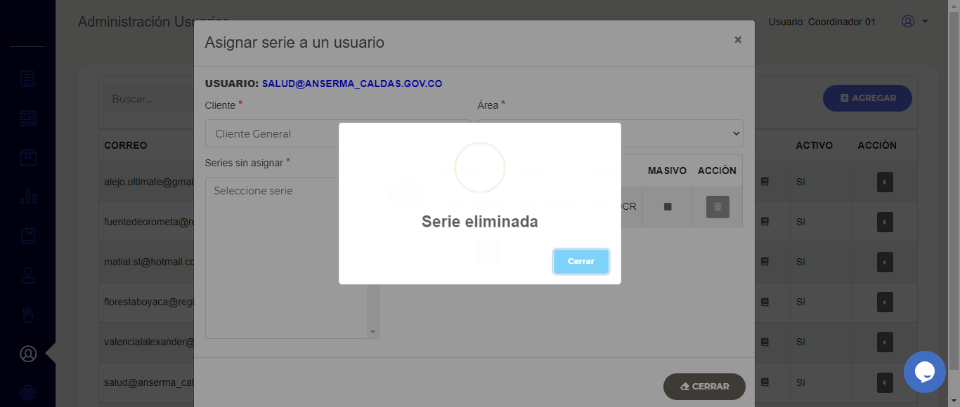 Administración Usuarios
Usuario: Coordinador 01
Asignar serie a un usuario
×
USUARIO: SALUD@ANSERMA_CALDAS.GOV.CO
Cliente *
Área *
Buscar...
AGREGAR
Cliente General
CORREO
ACTIVO
ACCIÓN
Series sin asignar *
MASIVO
ACCIÓN
Seleccione serie
alejo.ultimate@gmai
Si
OCR
Serie eliminada
fuentedeorometa@r
Si
Cerrar
matial.st@hotmail.cc
Si
florestaboyaca@regi
Si
valencialalexander@
Si
salud@anserma_cal
Si
CERRAR